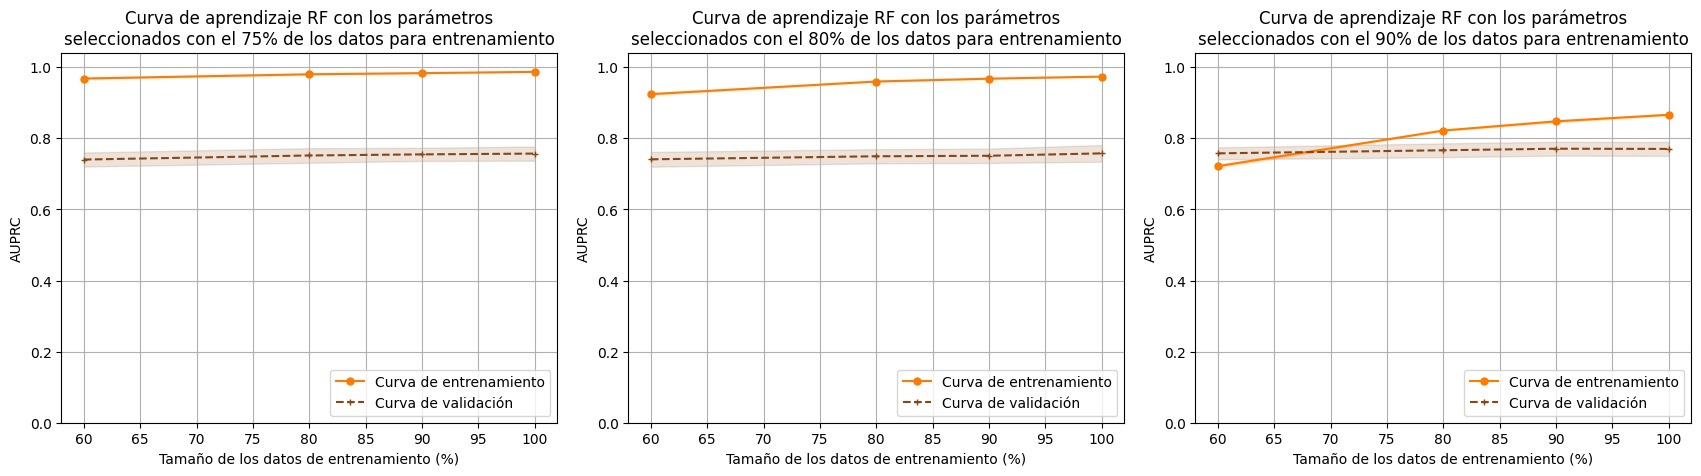 Curva de aprendizaje RF con los parámetros
seleccionados con el 75% de los datos para entrenamiento
1.0
0.8
0.6
0.4
0.2
0.0
AUPRC
60 65 70 75 80 85 90 95 100
Tamaño de los datos de entrenamiento (%)
Curva de entrenamiento
Curva de validación
Curva de aprendizaje RF con los parámetros
seleccionados con el 80% de los datos para entrenamiento
1.0
0.8
0.6
0.4
0.2
0.0
AUPRC
60 65 70 75 80 85 90 95 100
Tamaño de los datos de entrenamiento (%)
Curva de entrenamiento
Curva de validación
Curva de aprendizaje RF con los parámetros
seleccionados con el 90% de los datos para entrenamiento
1.0
0.8
0.6
0.4
0.2
0.0
AUPRC
60 65 70 75 80 85 90 95 100
Tamaño de los datos de entrenamiento (%)
Curva de entrenamiento
Curva de validación